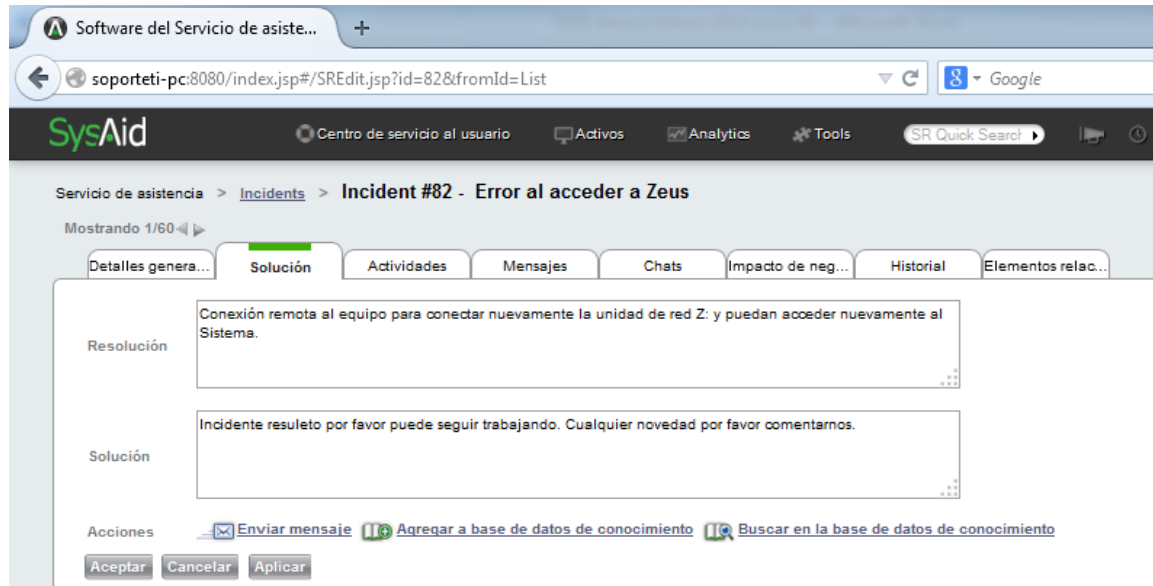 Software del Servicio de asiste... +
soporteti-pc:8080/index.jsp#/SREdit.jsp?id=82&fromId=List Google
SysAid Centro de servicio al usuario Activos Analytics Tools SR Quick Search
Servicio de asistencia > Incidents > Incident #82 - Error al acceder a Zeus
Mostrando 1/60
Detalles genera... Solución Actividades Mensajes Chats Impacto de neg... Historial Elementos relac...
Resolución
Conexión remota al equipo para conectar nuevamente la unidad de red Z: y puedan acceder nuevamente al
Sistema.
Solución
Incidente resuleto por favor puede seguir trabajando. Cualquier novedad por favor comentarnos.
Acciones Enviar mensaje Agregar a base de datos de conocimiento Buscar en la base de datos de conocimiento
Aceptar Cancelar Aplicar